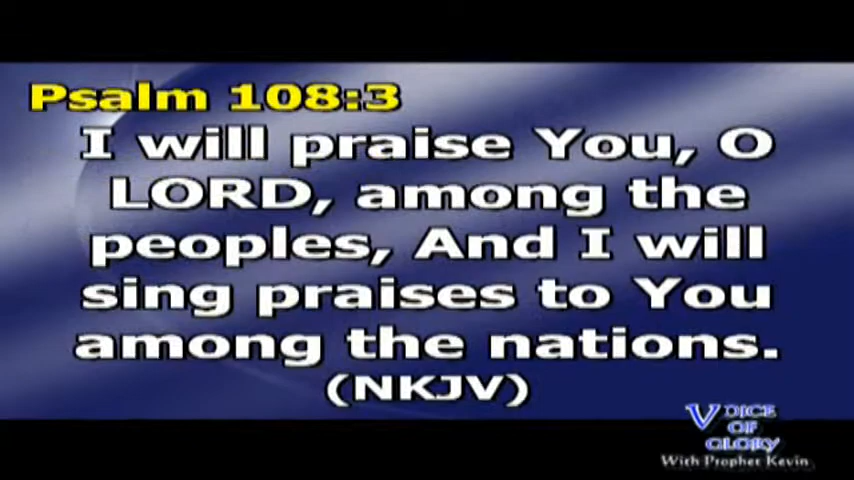 Psalm 108:3
I will praise You, O
LORD, among the
peoples, And I will
sing praises to You
among the nations.
(NKJV)
VOICE
OF
GLORY
With Prophet Kevin